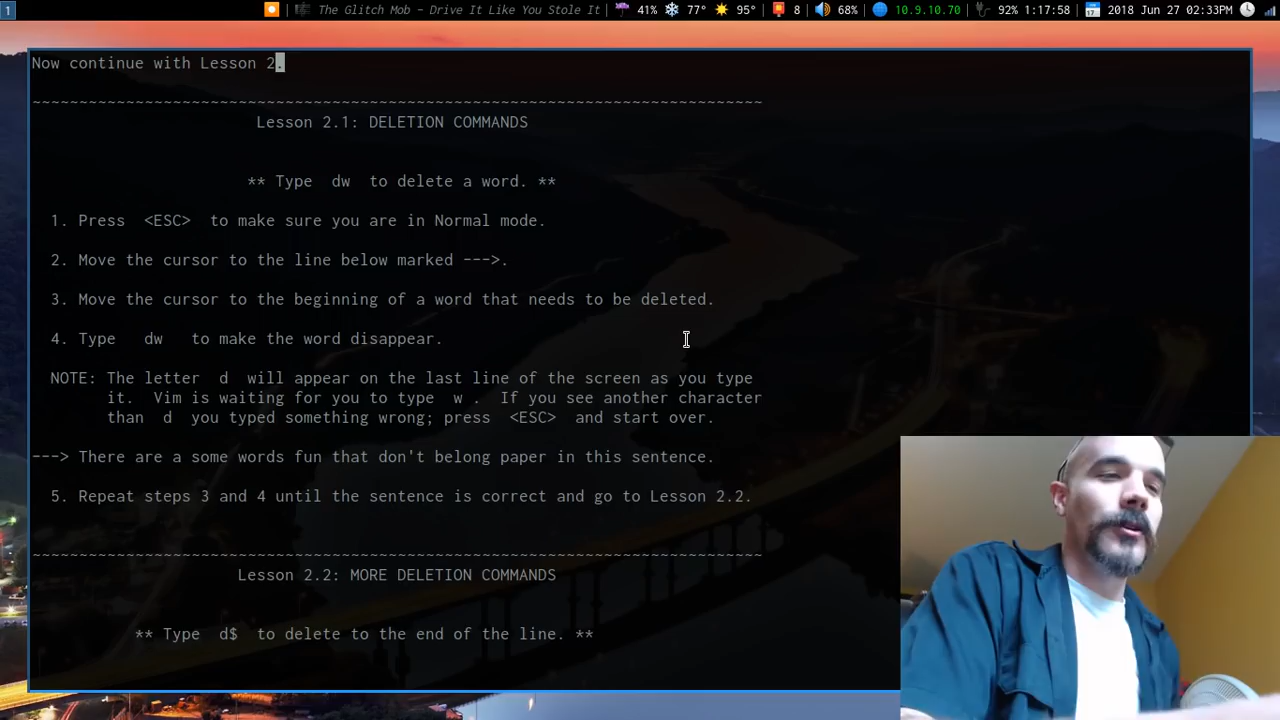 1 The Glitch Mob - Drive It Like You Stole It 41% 77° 95° 8 68% 10.9.10.70 92% 1:17:58 2018 Jun 27 02:33PM
Now continue with Lesson 2.
~~~~~~~~~~~~~~~~~~~~~~~~~~~~~~~~~~~~~~~~~~~~~~~~~~~~~~~~~~~~~~~~~~~~~~~~~~~~~~
Lesson 2.1: DELETION COMMANDS
** Type  dw  to delete a word. **
1. Press  <ESC>  to make sure you are in Normal mode.
2. Move the cursor to the line below marked --->.
3. Move the cursor to the beginning of a word that needs to be deleted.
4. Type   dw   to make the word disappear.
NOTE: The letter  d  will appear on the last line of the screen as you type
it.  Vim is waiting for you to type  w .  If you see another character
than  d  you typed something wrong; press  <ESC>  and start over.
---> There are a some words fun that don't belong paper in this sentence.
5. Repeat steps 3 and 4 until the sentence is correct and go to Lesson 2.2.
~~~~~~~~~~~~~~~~~~~~~~~~~~~~~~~~~~~~~~~~~~~~~~~~~~~~~~~~~~~~~~~~~~~~~~~~~~~~~~
Lesson 2.2: MORE DELETION COMMANDS
** Type  d$  to delete to the end of the line. **